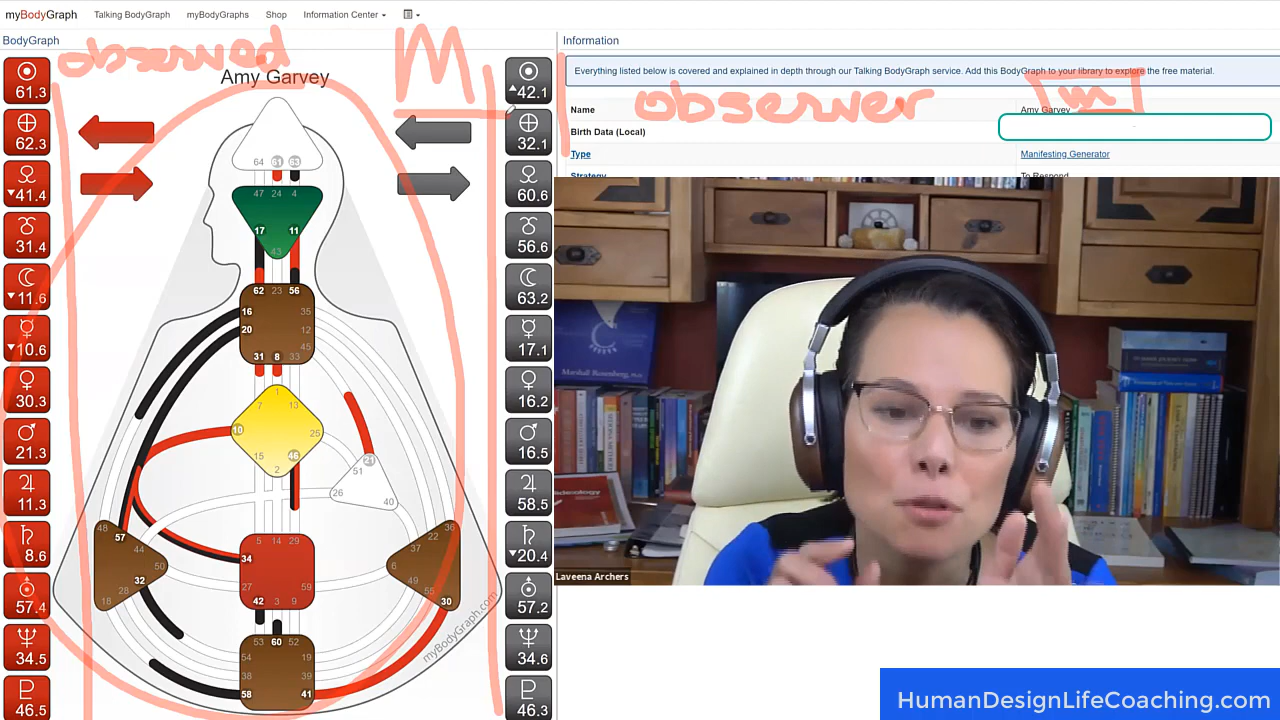 myBodyGraph Talking BodyGraph myBodyGraphs Shop Information Center
BodyGraph
Information
observed
M
Amy Garvey
Everything listed below is covered and explained in depth through our Talking BodyGraph service. Add this BodyGraph to your library to explore the free material.
observer
m
Name Amy Garvey
Birth Data (Local)
Type Manifesting Generator
Strategy To Respond
61.3
62.3
41.4
31.4
11.6
10.6
30.3
21.3
11.3
8.6
57.4
34.5
46.5
42.1
32.1
60.6
56.6
63.2
17.1
16.2
16.5
58.5
20.4
57.2
34.6
46.3
64 61 63
47 24 4
17 11
43
62 23 56
16 35
20 12
45
31 8 33
1
7 13
10 25
15 46
2
21
51
26 40
48 36
57 22
44 37
50 6
32 49
28 55
18 30
5 14 29
34
27 59
42 3 9
53 60 52
54 19
38 39
58 41
myBodyGraph.com
Marshall Rosenberg, Ph.D.
Laveena Archers
HumanDesignLifeCoaching.com